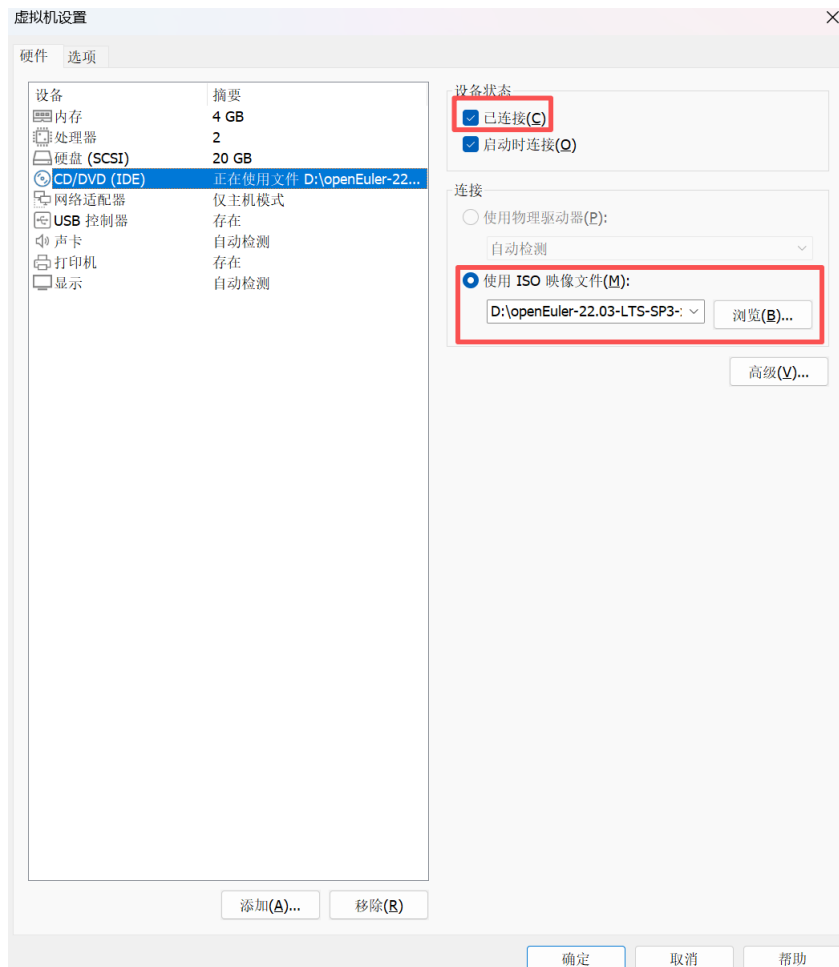 虚拟机设置
硬件 选项
设备 摘要
内存 4 GB
处理器 2
硬盘 (SCSI) 20 GB
CD/DVD (IDE) 正在使用文件 D:\openEuler-22...
网络适配器 仅主机模式
USB 控制器 存在
声卡 自动检测
打印机 存在
显示 自动检测
添加(A)... 移除(R)
设备状态
已连接(C)
启动时连接(O)
连接
使用物理驱动器(P):
自动检测
使用 ISO 映像文件(M):
D:\openEuler-22.03-LTS-SP3-: 浏览(B)...
高级(V)...
确定 取消 帮助